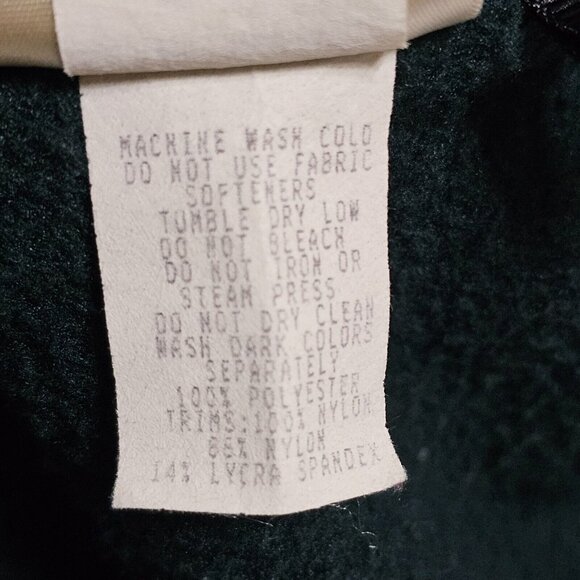 MACHINE WASH COLD
DO NOT USE FABRIC
SOFTENERS
TUMBLE DRY LOW
DO NOT BLEACH
DO NOT IRON OR
STEAM PRESS
DO NOT DRY CLEAN
WASH DARK COLORS
SEPARATELY
100% POLYESTER
TRIMS:100% NYLON
86% NYLON
14% LYCRA SPANDEX